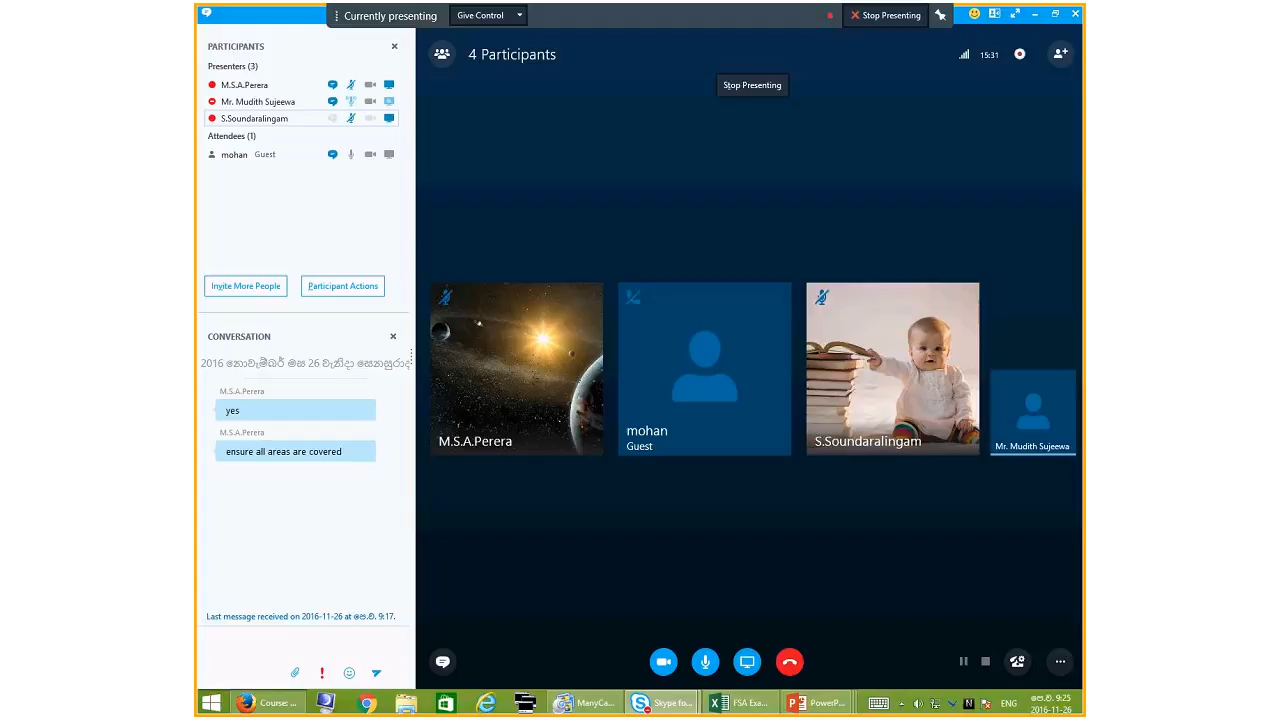 Currently presenting
Give Control
Stop Presenting
PARTICIPANTS
4 Participants
15:31
Presenters (3)
M.S.A.Perera
Stop Presenting
Mr. Mudith Sujeewa
S.Soundaralingam
Attendees (1)
mohan Guest
Invite More People
Participant Actions
CONVERSATION
2016 නොවැම්බර් මස 26 වැනිදා සෙනසුරාද
M.S.A.Perera
yes
M.S.A.Perera
ensure all areas are covered
M.S.A.Perera
mohan
Guest
S.Soundaralingam
Mr. Mudith Sujeewa
Last message received on 2016-11-26 at පෙ.ව. 9:17.
Course: ...
ManyCa...
Skype fo...
FSA Exa...
PowerP...
ENG
පෙ.ව. 9:25
2016-11-26